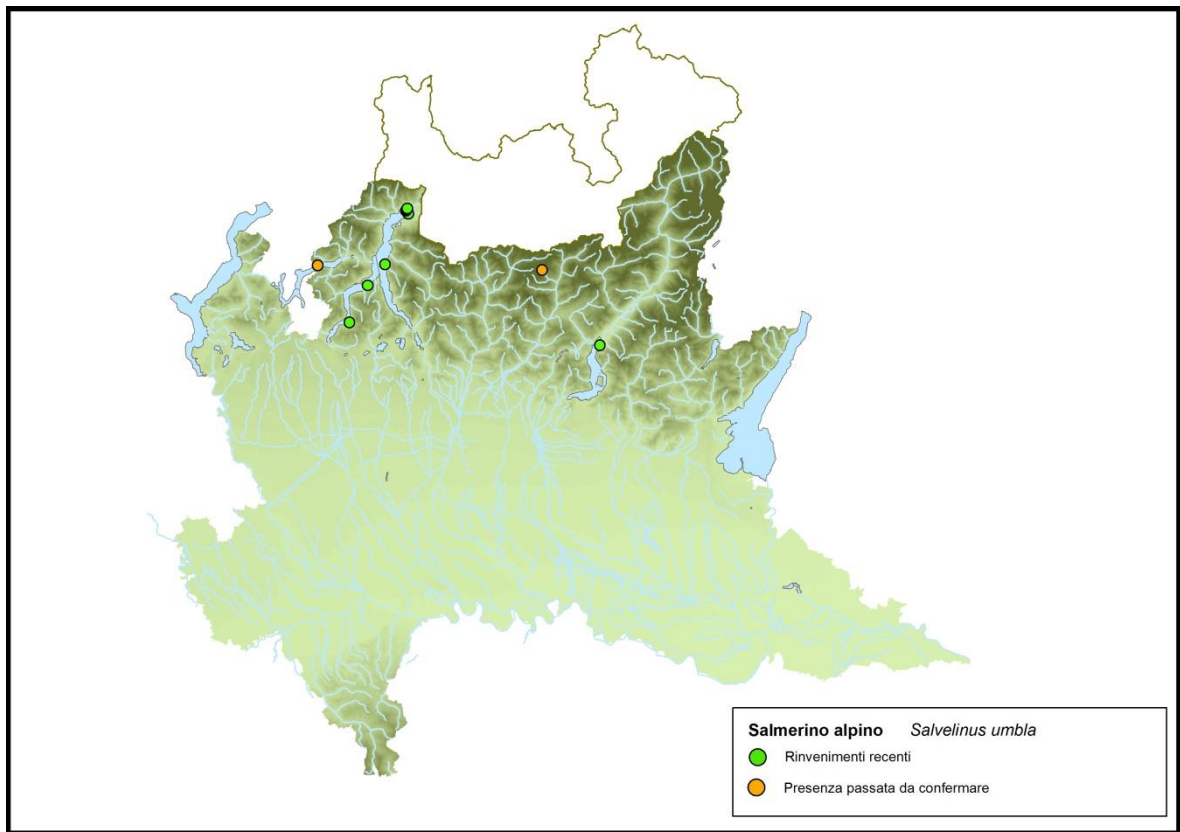 Salmerino alpino Salvelinus umbla
Rinvenimenti recenti
Presenza passata da confermare